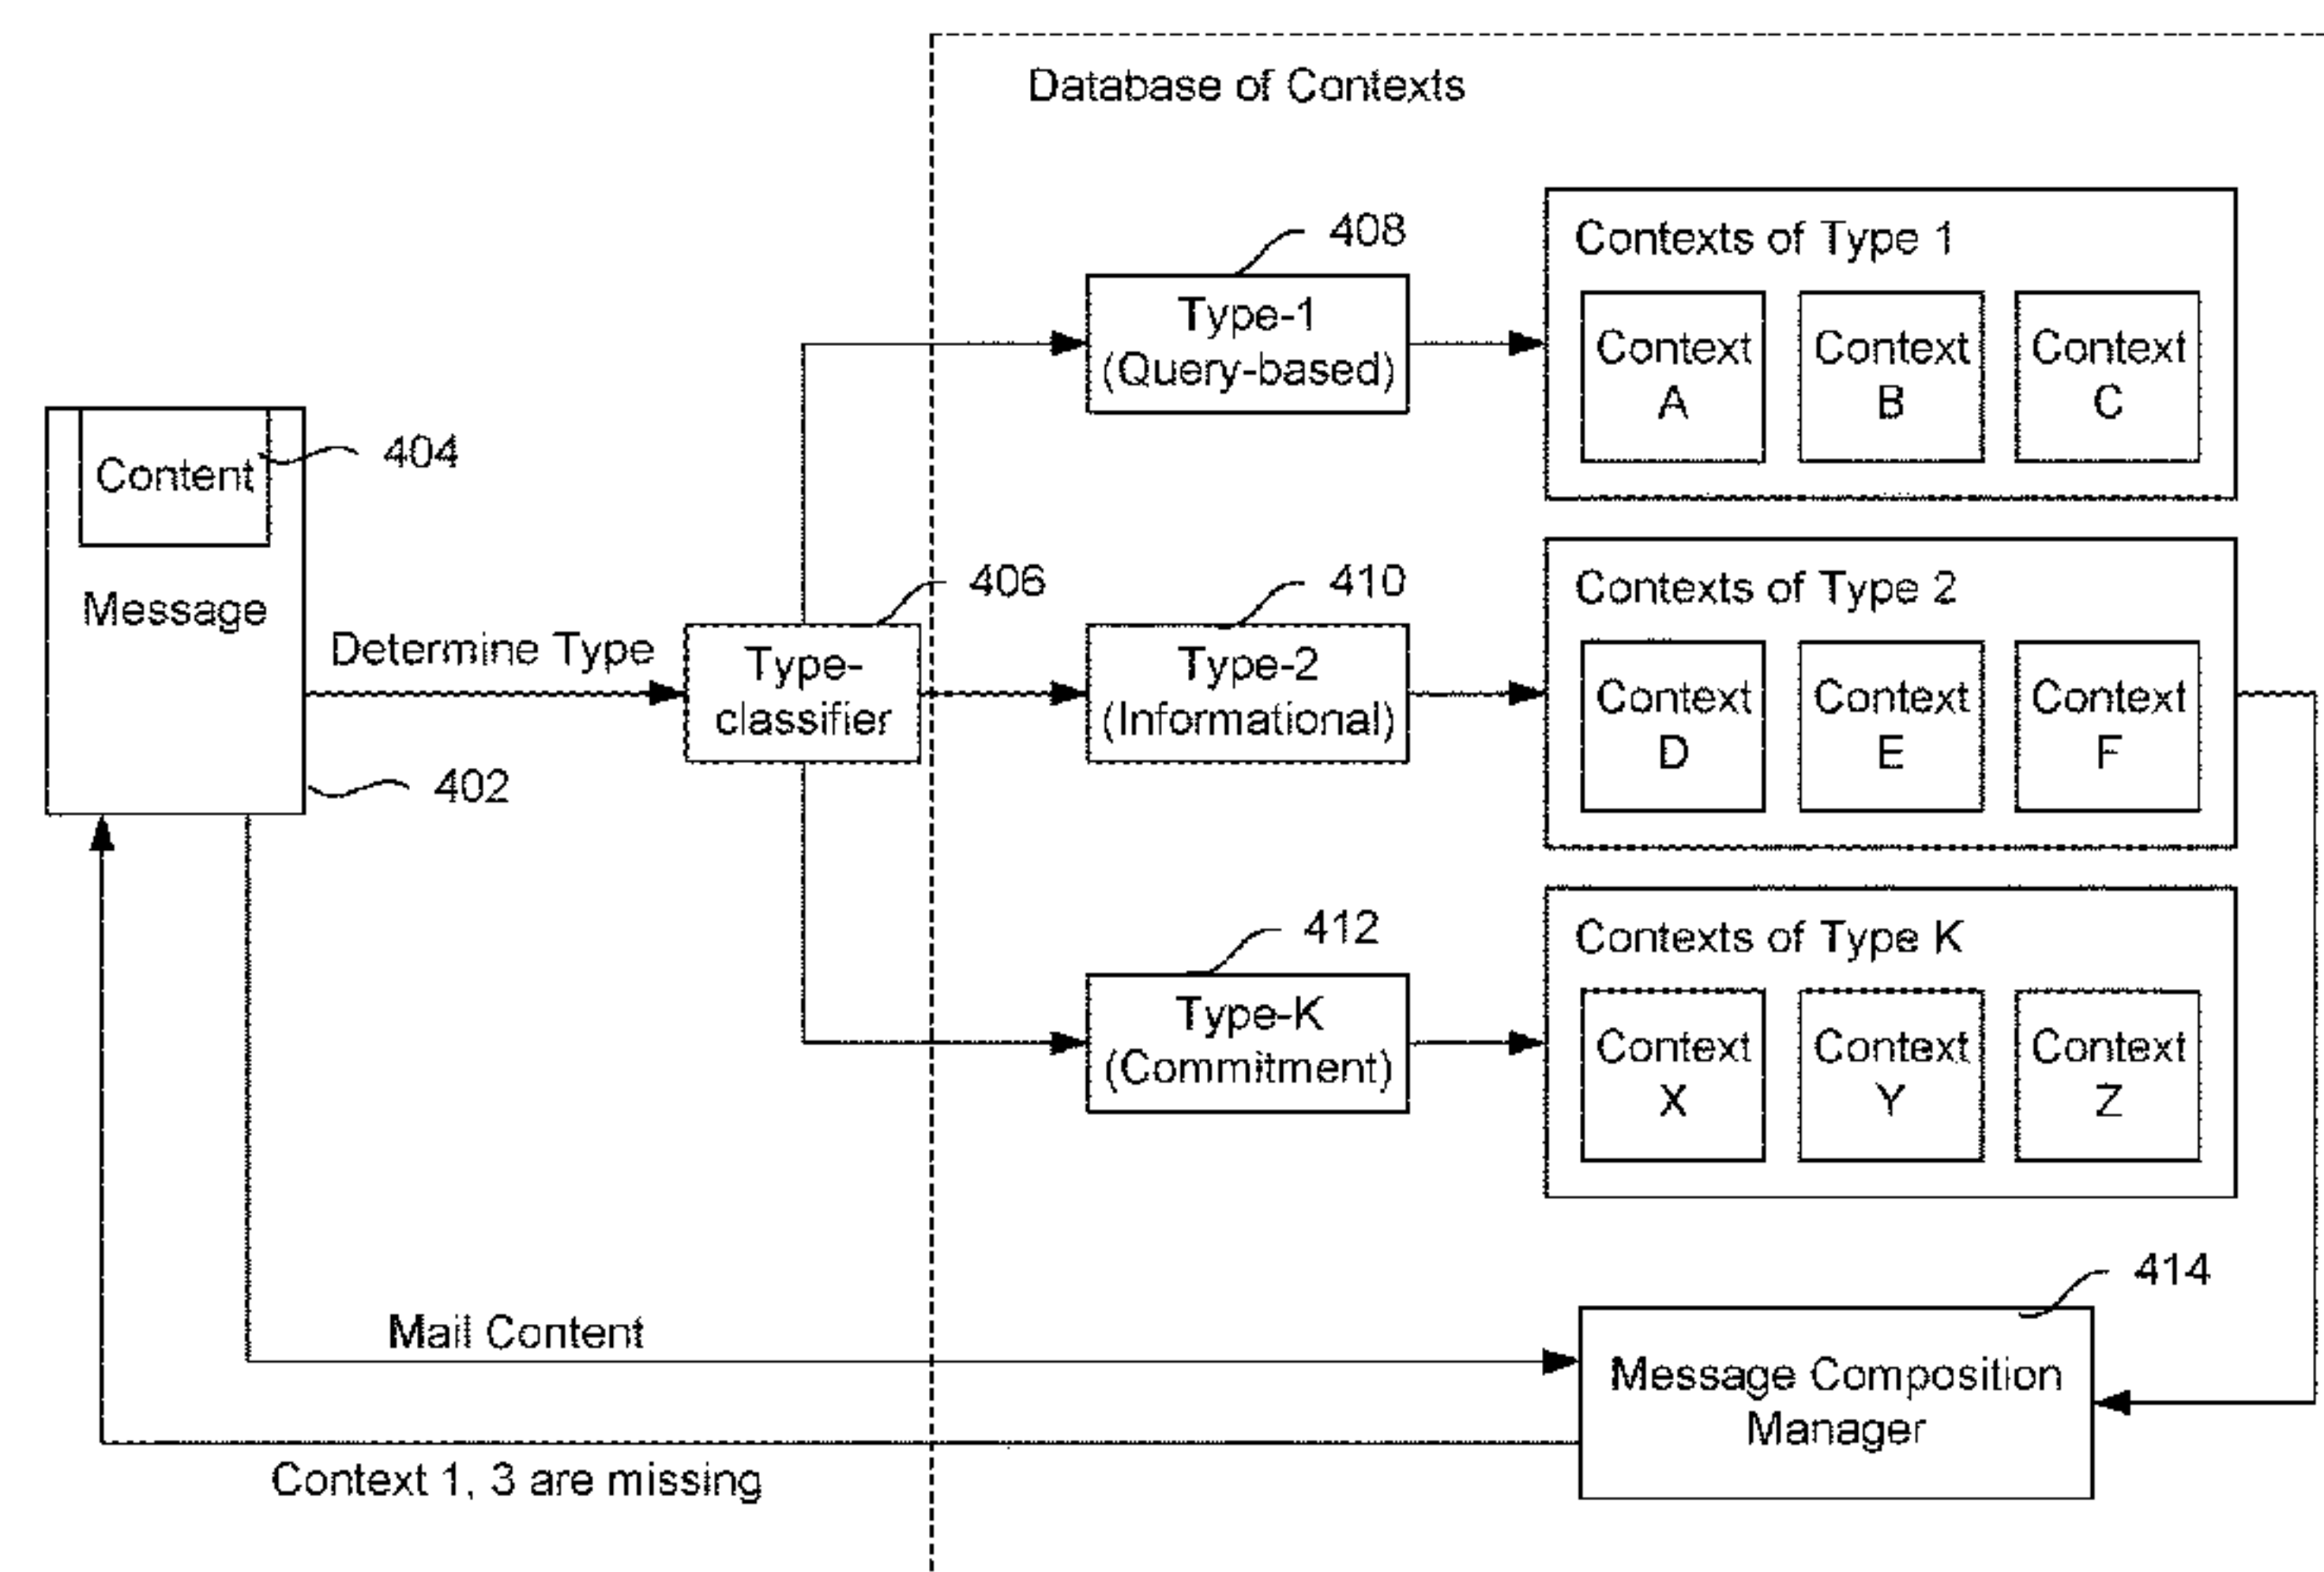 Database of Contexts
408
Contexts of Type 1
Type-1
(Query-based)
Context
A
Context
B
Context
C
404
Content
Message
Determine Type
402
406
Type-
classifier
410
Type-2
(Informational)
Contexts of Type 2
Context
D
Context
E
Context
F
412
Type-K
(Commitment)
Contexts of Type K
Context
X
Context
Y
Context
Z
414
Mail Content
Message Composition
Manager
Context 1, 3 are missing